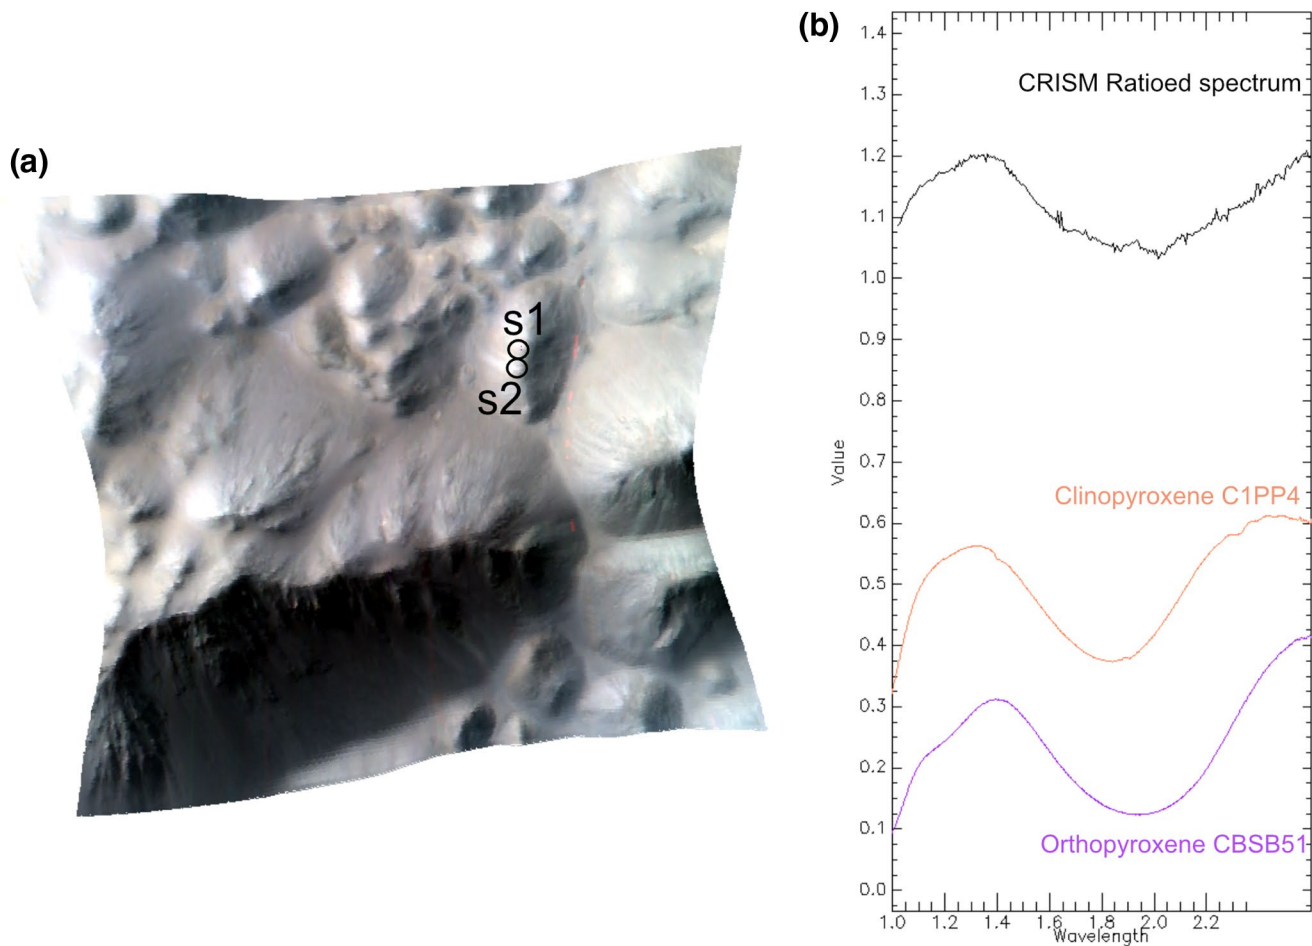 (a)
s1
s2
(b)
1.4
1.3
1.2
1.1
1.0
0.9
0.8
0.7
0.6
0.5
0.4
0.3
0.2
0.1
0.0
Value
CRISM Ratioed spectrum
Clinopyroxene C1PP4
Orthopyroxene CBSB51
1.0 1.2 1.4 1.6 1.8 2.0 2.2
Wavelength